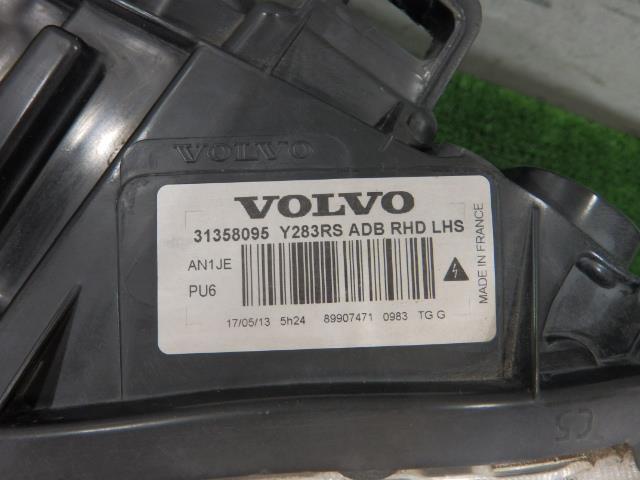 VOLVO
VOLVO
31358095 Y283RS ADB RHD LHS
AN1JE
PU6
MADE IN FRANCE
17/05/13 5h24 89907471 0983 TG G